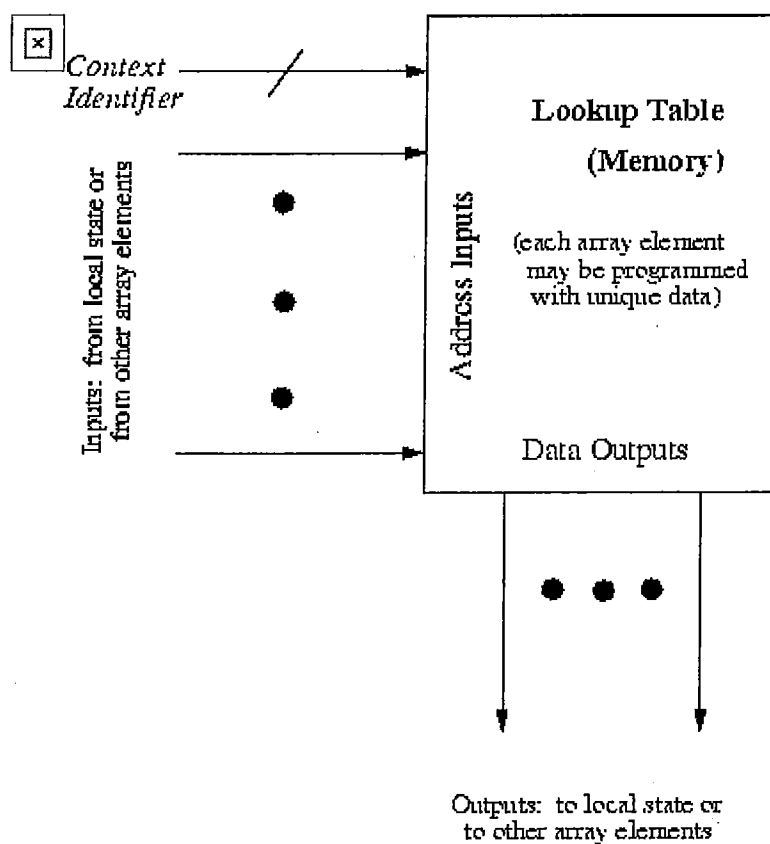 Context
Identifier
Lookup Table
(Memory)
Inputs: from local state or
from other array elements
Address Inputs
(each array element
may be programmed
with unique data)
Data Outputs
Outputs: to local state or
to other array elements